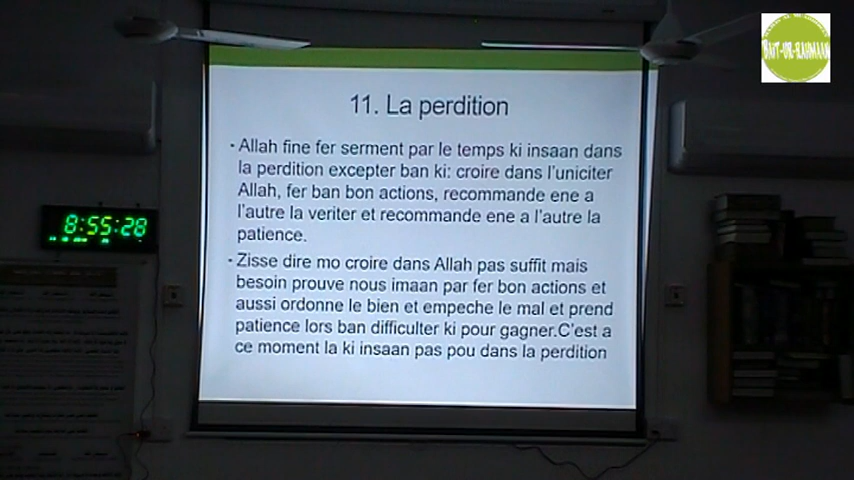 BAIT-UR-RAHMAAN
11. La perdition
- Allah fine fer serment par le temps ki insaan dans
la perdition excepter ban ki: croire dans l'uniciter
Allah, fer ban bon actions, recommande ene a
l'autre la veriter et recommande ene a l'autre la
patience.
8:55:28
- Zisse dire mo croire dans Allah pas suffit mais
besoin prouve nous imaan par fer bon actions et
aussi ordonne le bien et empeche le mal et prend
patience lors ban difficulter ki pour gagner.C'est a
ce moment la ki insaan pas pou dans la perdition